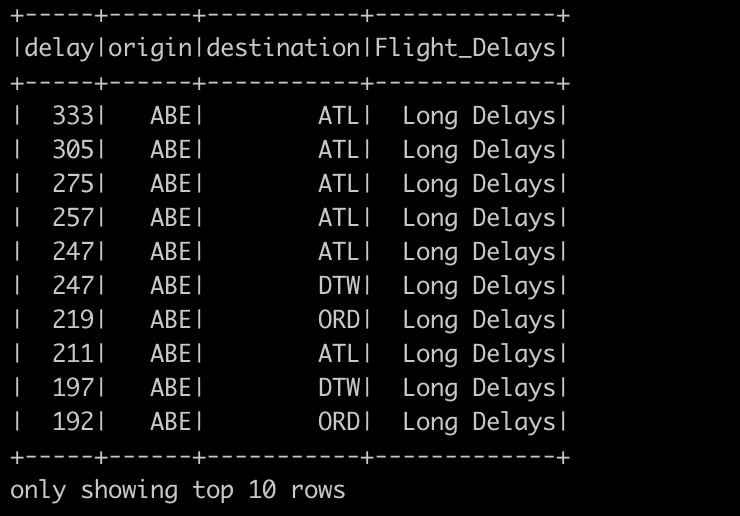 +-----+------+-----------+-------------+
|delay|origin|destination|Flight_Delays|
+-----+------+-----------+-------------+
|  333|   ABE|        ATL|  Long Delays|
|  305|   ABE|        ATL|  Long Delays|
|  275|   ABE|        ATL|  Long Delays|
|  257|   ABE|        ATL|  Long Delays|
|  247|   ABE|        ATL|  Long Delays|
|  247|   ABE|        DTW|  Long Delays|
|  219|   ABE|        ORD|  Long Delays|
|  211|   ABE|        ATL|  Long Delays|
|  197|   ABE|        DTW|  Long Delays|
|  192|   ABE|        ORD|  Long Delays|
+-----+------+-----------+-------------+
only showing top 10 rows